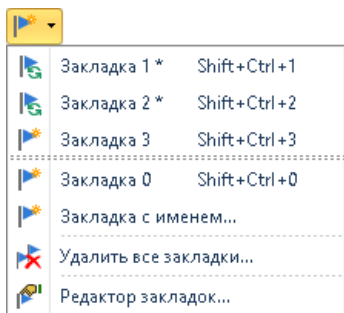 Закладка 1 * Shift+Ctrl+1
Закладка 2 * Shift+Ctrl+2
Закладка 3 Shift+Ctrl+3
Закладка 0 Shift+Ctrl+0
Закладка с именем...
Удалить все закладки...
Редактор закладок...